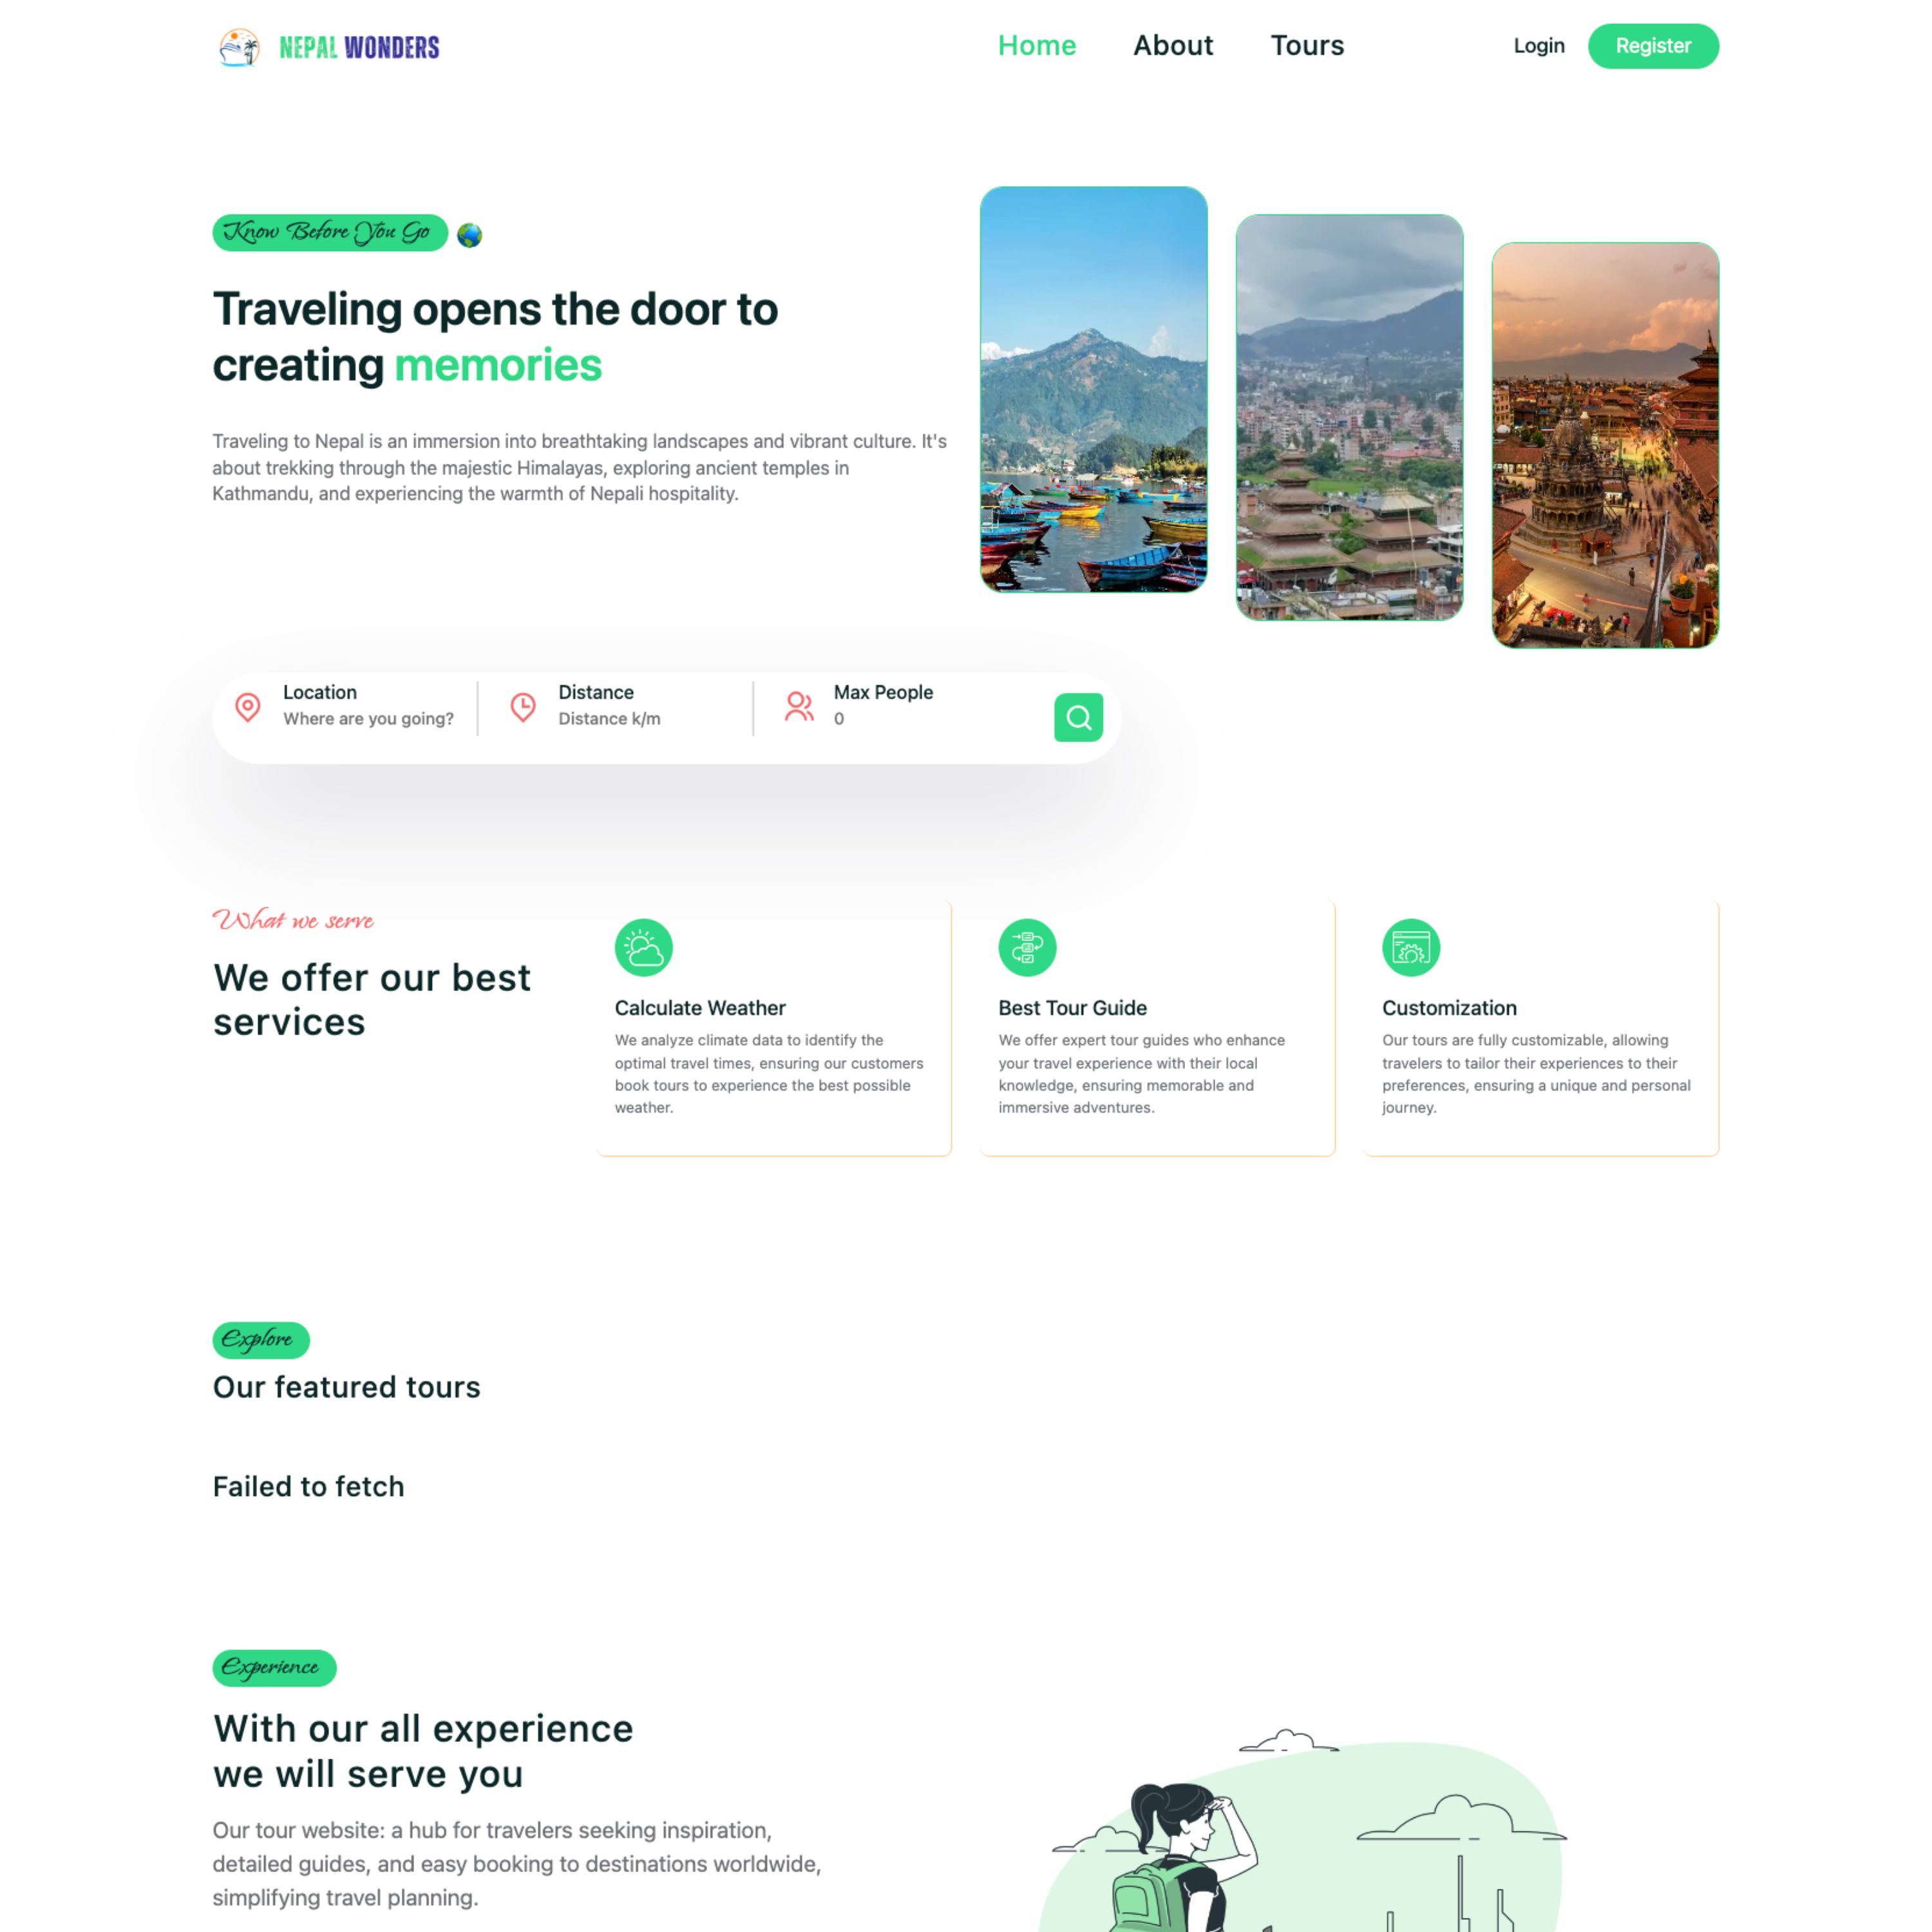 NEPAL WONDERS
Home About Tours Login Register
Know Before You Go
Traveling opens the door to
creating memories
Traveling to Nepal is an immersion into breathtaking landscapes and vibrant culture. It's
about trekking through the majestic Himalayas, exploring ancient temples in
Kathmandu, and experiencing the warmth of Nepali hospitality.
Location
Where are you going?
Distance
Distance k/m
Max People
0
What we serve
We offer our best
services
Calculate Weather
We analyze climate data to identify the
optimal travel times, ensuring our customers
book tours to experience the best possible
weather.
Best Tour Guide
We offer expert tour guides who enhance
your travel experience with their local
knowledge, ensuring memorable and
immersive adventures.
Customization
Our tours are fully customizable, allowing
travelers to tailor their experiences to their
preferences, ensuring a unique and personal
journey.
Explore
Our featured tours
Failed to fetch
Experience
With our all experience
we will serve you
Our tour website: a hub for travelers seeking inspiration,
detailed guides, and easy booking to destinations worldwide,
simplifying travel planning.